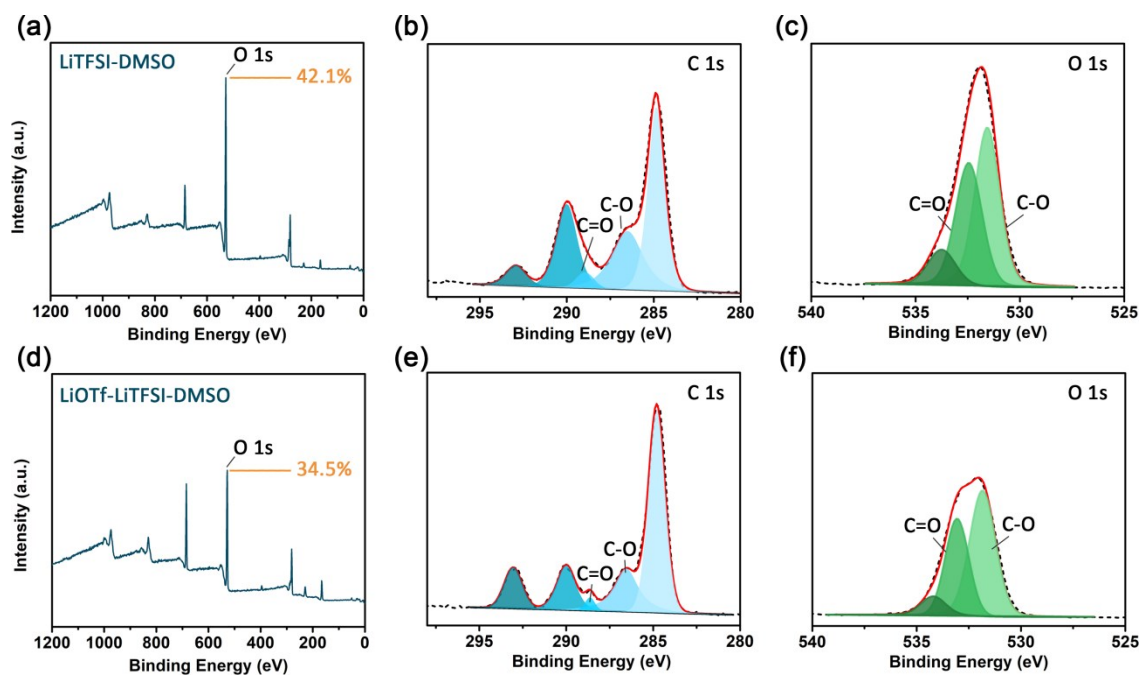 (a)
LiTFSI-DMSO
O 1s
42.1%
Intensity (a.u.)
1200 1000 800 600 400 200 0
Binding Energy (eV)
(b)
C 1s
C-O
C=O
295 290 285 280
Binding Energy (eV)
(c)
O 1s
C=O
C-O
540 535 530 525
Binding Energy (eV)
(d)
LiOTf-LiTFSI-DMSO
O 1s
34.5%
Intensity (a.u.)
1200 1000 800 600 400 200 0
Binding Energy (eV)
(e)
C 1s
C-O
C=O
295 290 285 280
Binding Energy (eV)
(f)
O 1s
C=O
C-O
540 535 530 525
Binding Energy (eV)